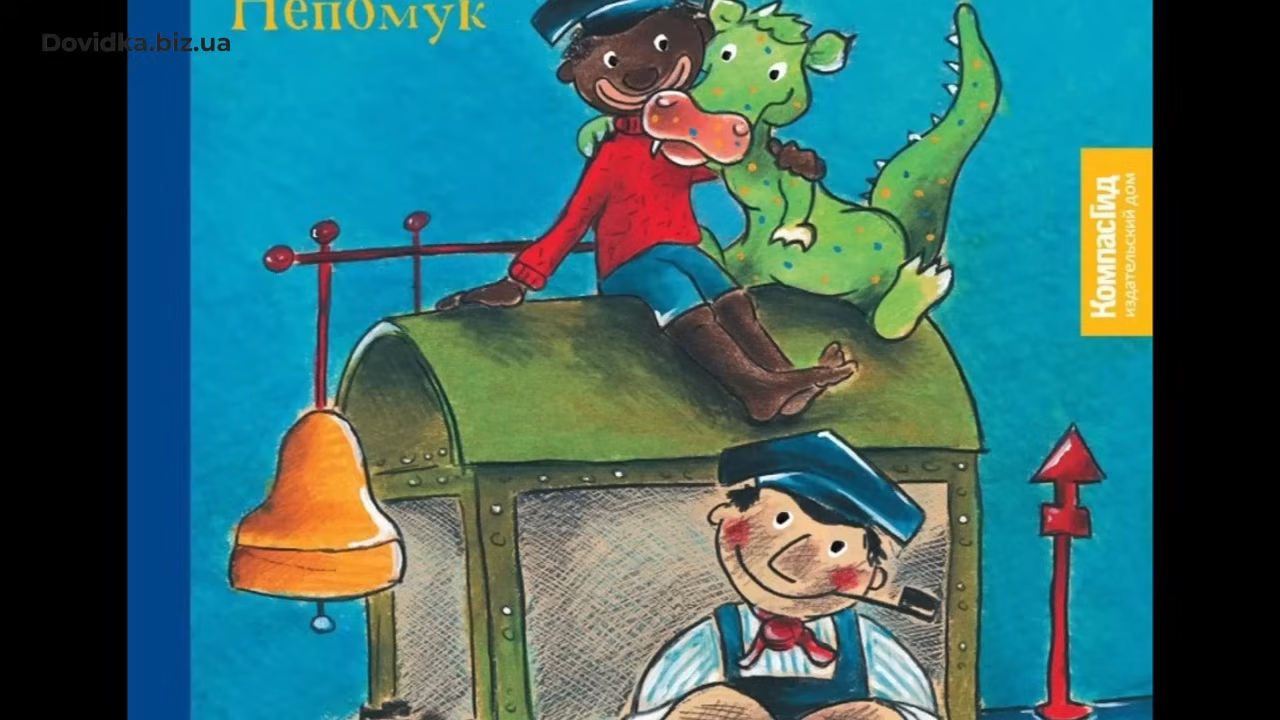 Непомук
Dovidka.biz.ua
КомпасГид
издательский дом